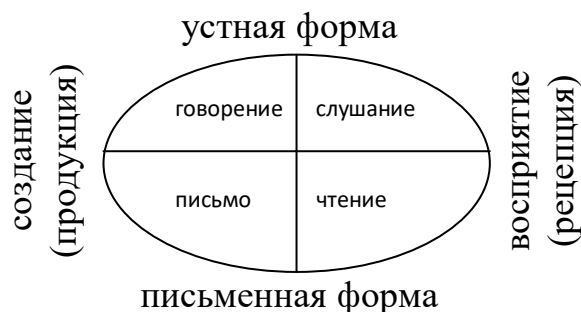 устная форма
создание
(продукция)
говорение
слушание
письмо
чтение
восприятие
(рецепция)
письменная форма